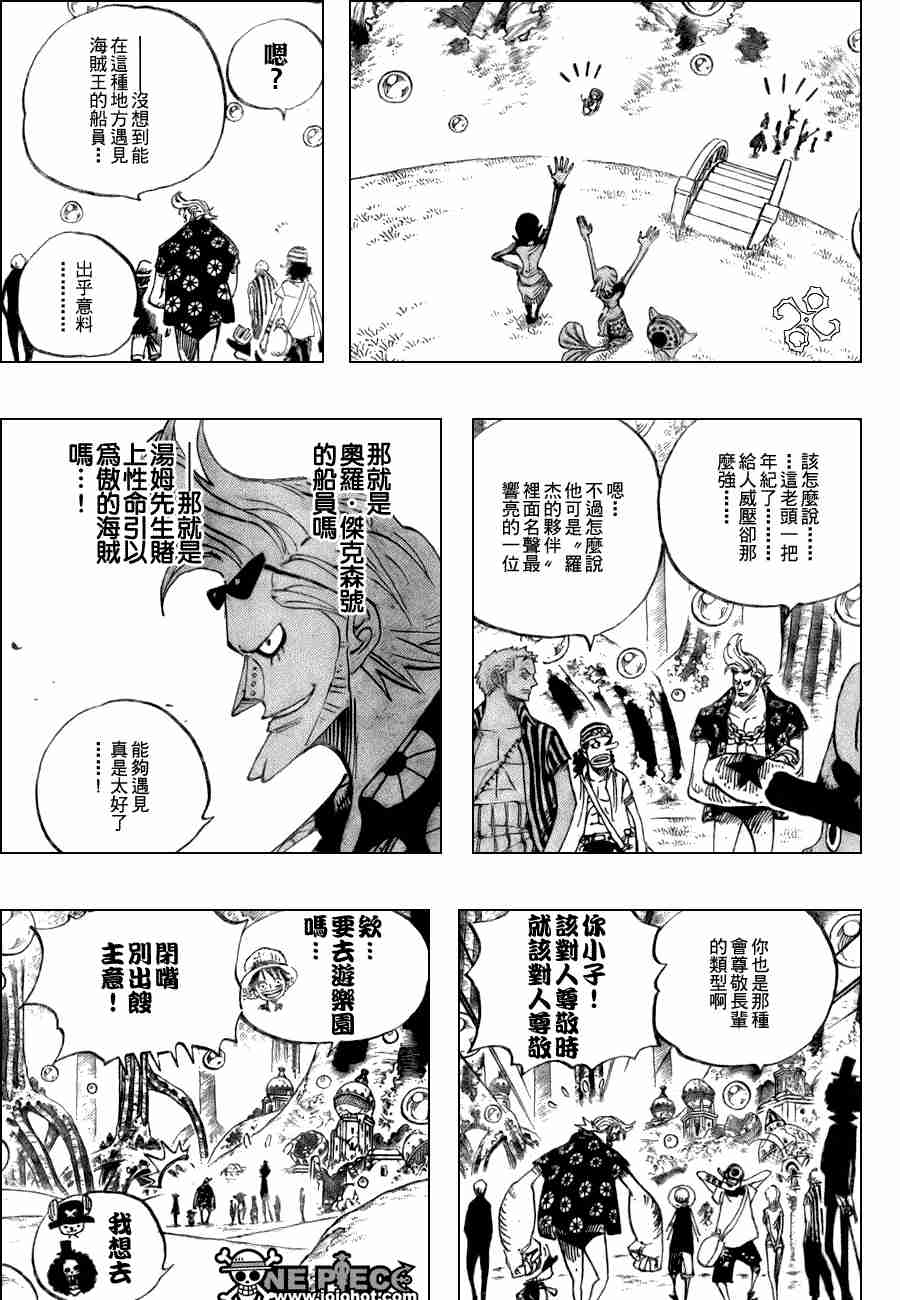 嗯？
——沒想到能
在這種地方遇見
海賊王的船員…
出乎意料
…………
該怎麼說……
…這老頭一把
年紀了………
給人威壓卻那
麼強…
嗯…
不過怎麼說
他可是〝羅
杰的夥伴〞
裡面名聲最
響亮的一位
那就是
奧羅・傑克森號
的船員嗎
——那就是
湯姆先生賭
上性命引以
為傲的海賊
嗎…！
能夠遇見
真是太好了
……！
你也是那種
會尊敬長輩
的類型啊
你小子！
該對人尊敬時
就該對人尊敬
欸…
要去遊樂園
嗎…
閉嘴
別出餿
主意！
我想去
ONE PIECE
www.jojohot.com